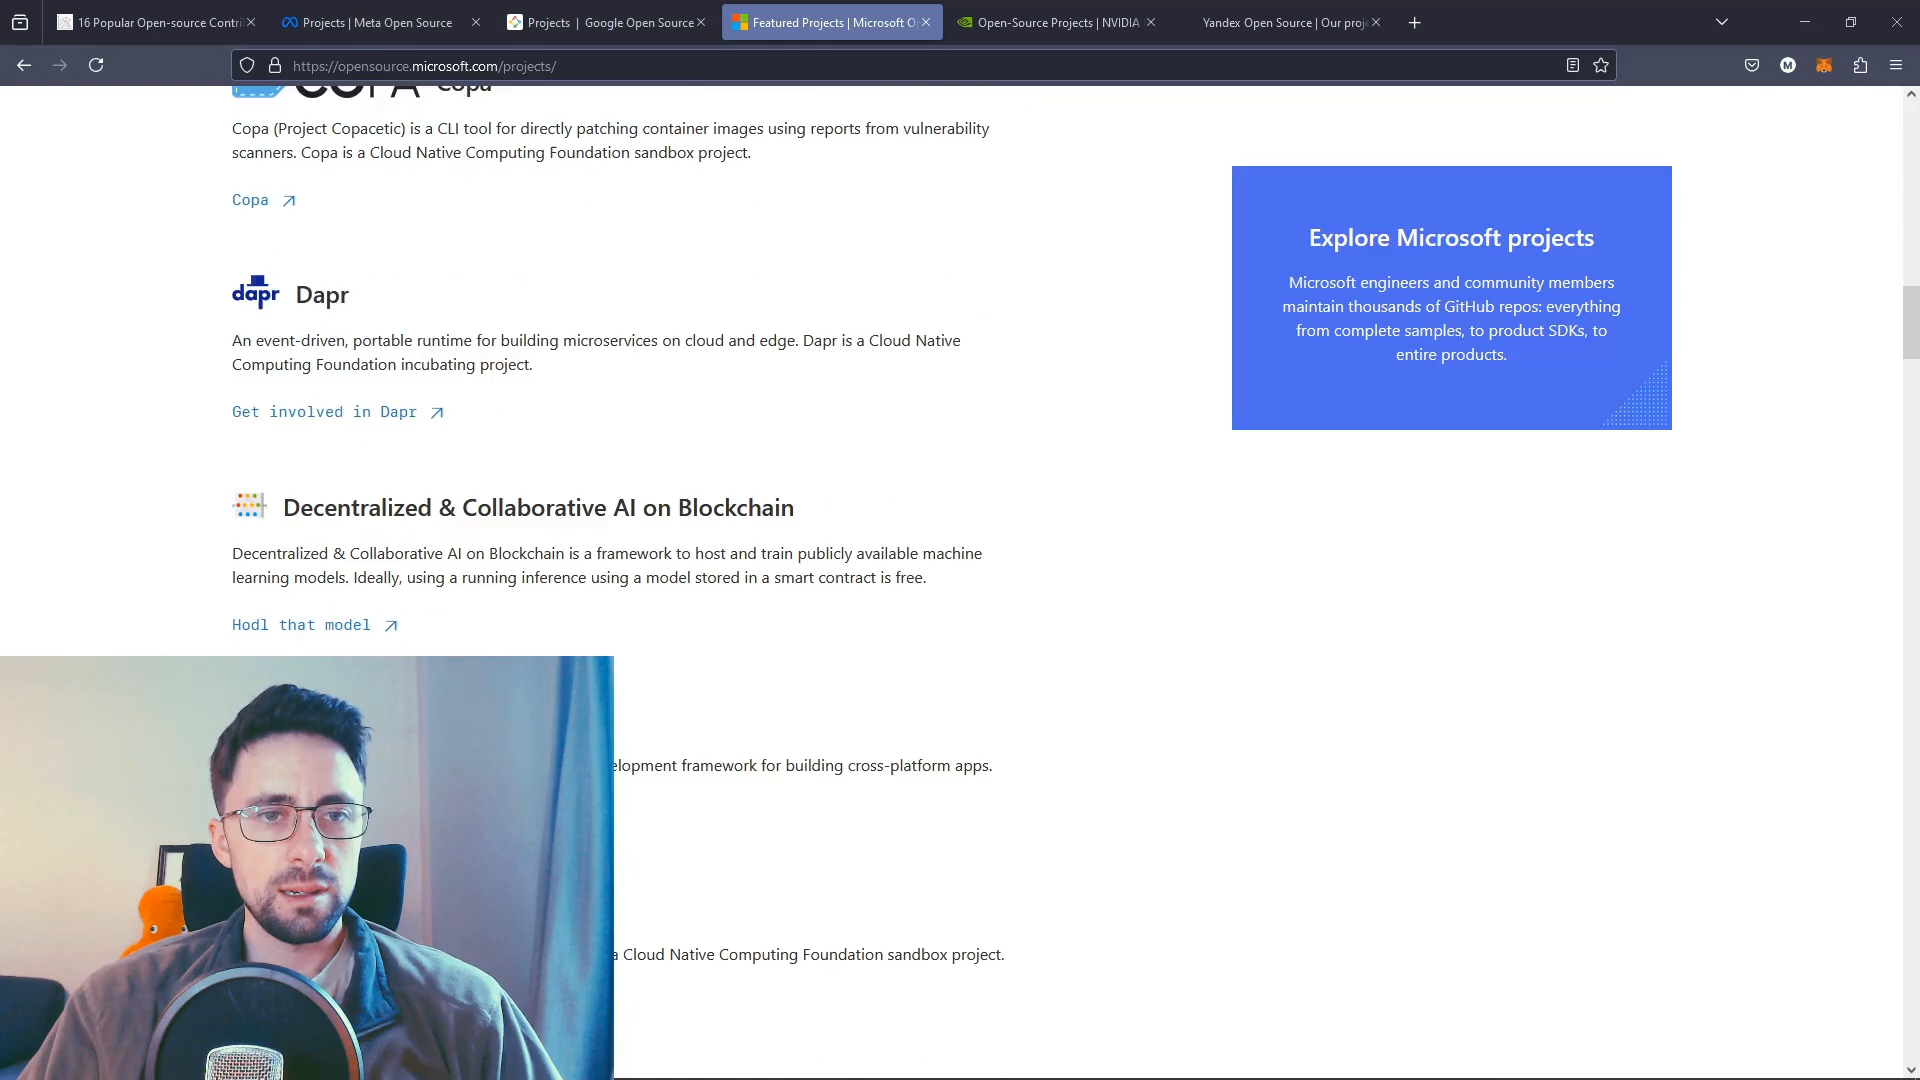 16 Popular Open-source Contri
Projects | Meta Open Source
Projects | Google Open Source
Featured Projects | Microsoft O
Open-Source Projects | NVIDIA
Yandex Open Source | Our proj
https://opensource.microsoft.com/projects/
COPA Copa
Copa (Project Copacetic) is a CLI tool for directly patching container images using reports from vulnerability
scanners. Copa is a Cloud Native Computing Foundation sandbox project.
Copa
dapr Dapr
An event-driven, portable runtime for building microservices on cloud and edge. Dapr is a Cloud Native
Computing Foundation incubating project.
Get involved in Dapr
Decentralized & Collaborative AI on Blockchain
Decentralized & Collaborative AI on Blockchain is a framework to host and train publicly available machine
learning models. Ideally, using a running inference using a model stored in a smart contract is free.
Hodl that model
elopment framework for building cross-platform apps.
a Cloud Native Computing Foundation sandbox project.
Explore Microsoft projects
Microsoft engineers and community members
maintain thousands of GitHub repos: everything
from complete samples, to product SDKs, to
entire products.
M